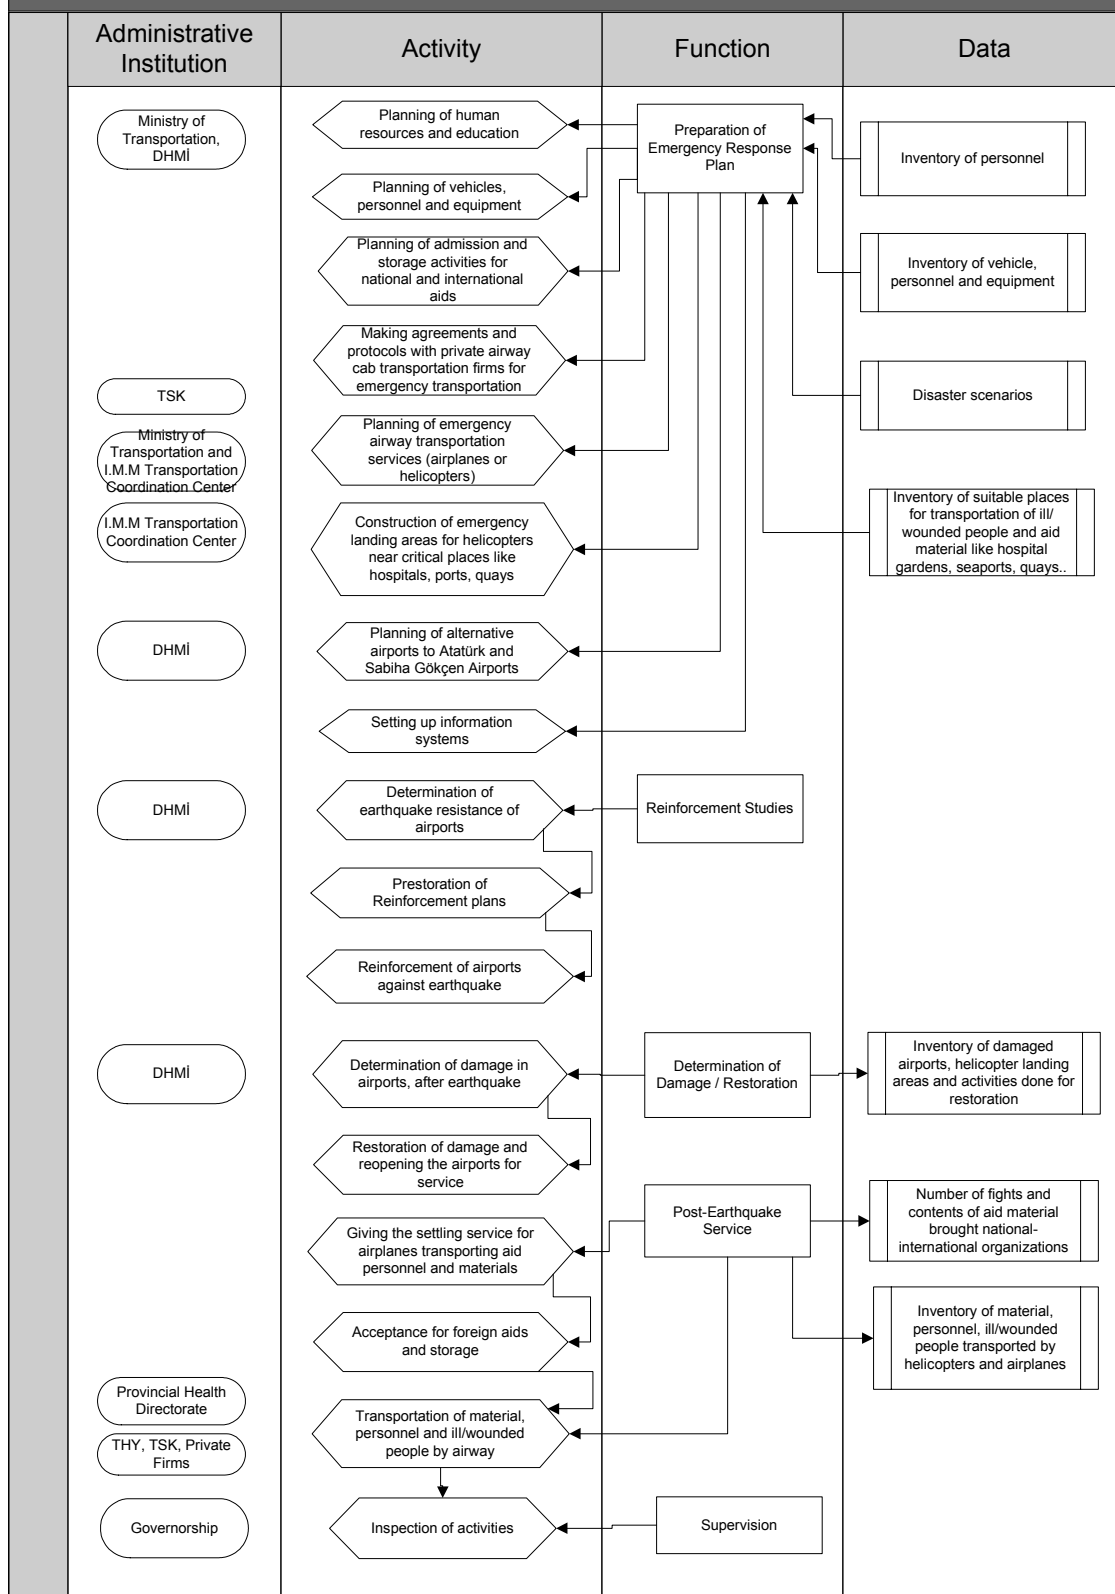 Administrative
Institution
Activity
Function
Data
Ministry of
Transportation,
DHMİ
Planning of human
resources and education
Preparation of
Emergency Response
Plan
Inventory of personnel
Planning of vehicles,
personnel and equipment
Planning of admission and
storage activities for
national and international
aids
Inventory of vehicle,
personnel and equipment
Making agreements and
protocols with private airway
cab transportation firms for
emergency transportation
TSK
Disaster scenarios
Ministry of
Transportation and
I.M.M Transportation
Coordination Center
Planning of emergency
airway transportation
services (airplanes or
helicopters)
I.M.M Transportation
Coordination Center
Construction of emergency
landing areas for helicopters
near critical places like
hospitals, ports, quays
Inventory of suitable places
for transportation of ill/
wounded people and aid
material like hospital
gardens, seaports, quays..
DHMİ
Planning of alternative
airports to Atatürk and
Sabiha Gökçen Airports
Setting up information
systems
DHMİ
Determination of
earthquake resistance of
airports
Reinforcement Studies
Prestoration of
Reinforcement plans
Reinforcement of airports
against earthquake
DHMİ
Determination of damage in
airports, after earthquake
Determination of
Damage / Restoration
Inventory of damaged
airports, helicopter landing
areas and activities done for
restoration
Restoration of damage and
reopening the airports for
service
Post-Earthquake
Service
Number of fights and
contents of aid material
brought national-
international organizations
Giving the settling service for
airplanes transporting aid
personnel and materials
Acceptance for foreign aids
and storage
Inventory of material,
personnel, ill/wounded
people transported by
helicopters and airplanes
Provincial Health
Directorate
THY, TSK, Private
Firms
Transportation of material,
personnel and ill/wounded
people by airway
Governorship
Inspection of activities
Supervision